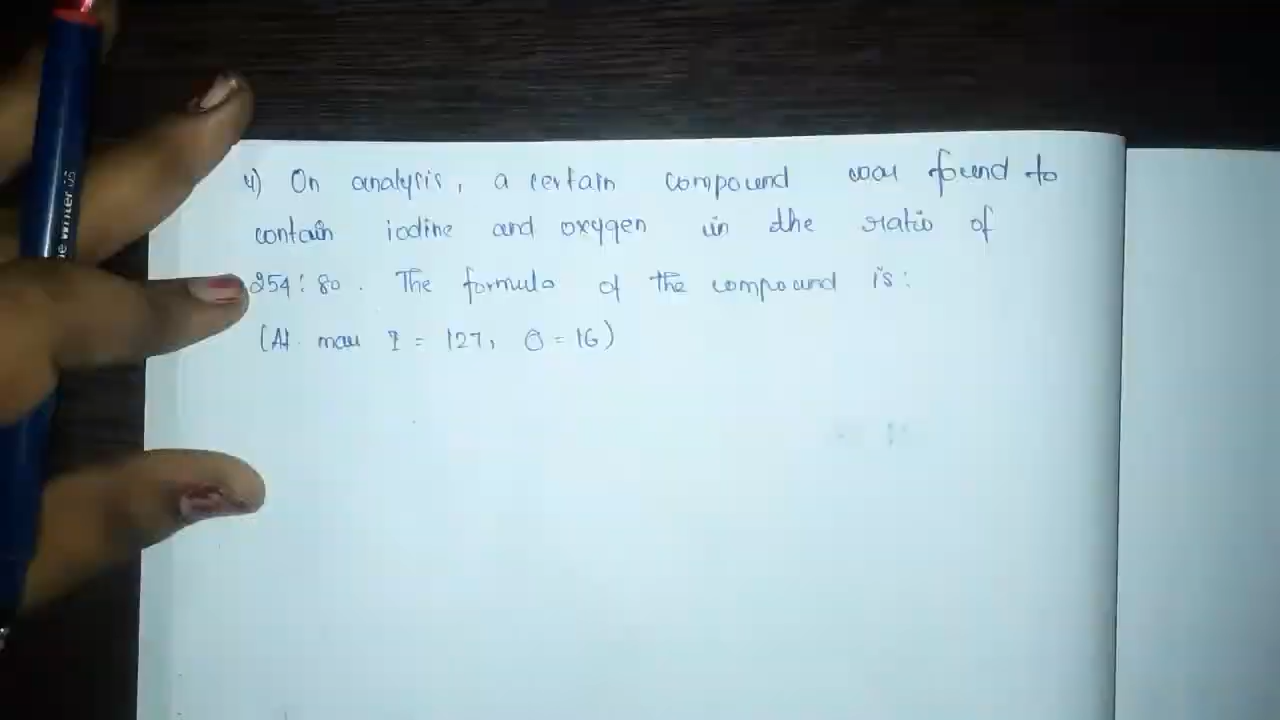 4) On analysis, a certain compound was found to
contain iodine and oxygen in the ratio of
254 : 80 . The formula of the compound is :
(At. mass I = 127, O = 16)